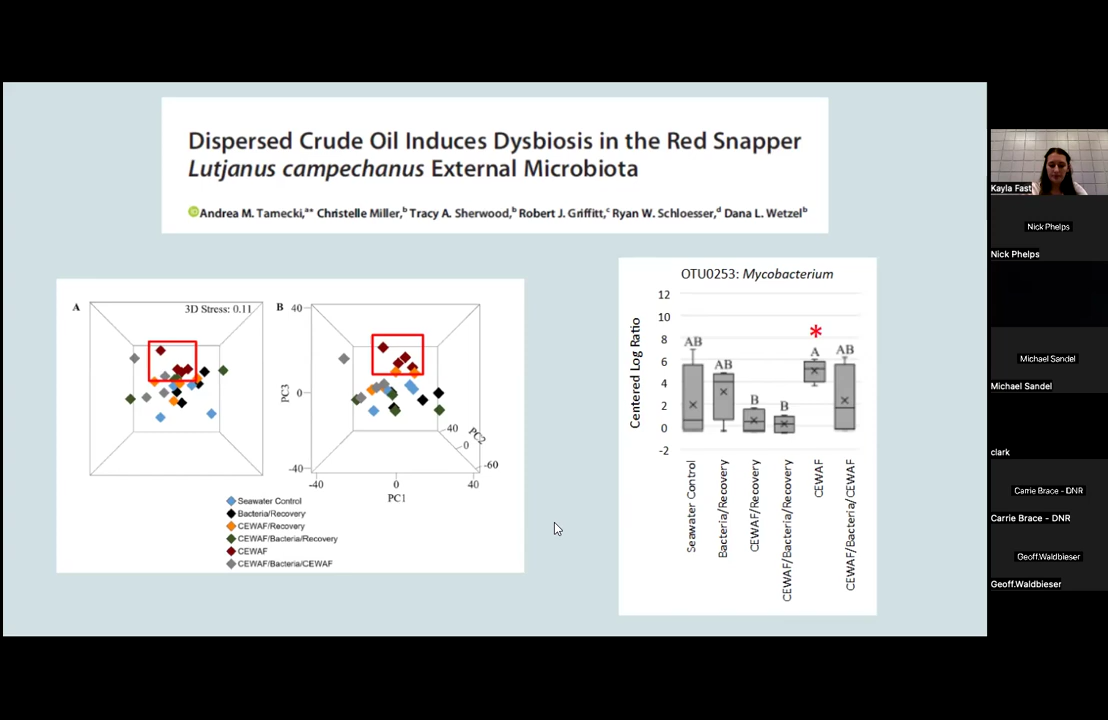 Dispersed Crude Oil Induces Dysbiosis in the Red Snapper
Lutjanus campechanus External Microbiota
Andrea M. Tarnecki,ª* Christelle Miller,ᵇ Tracy A. Sherwood,ᵇ Robert J. Griffitt,ᶜ Ryan W. Schloesser,ᵈ Dana L. Wetzelᵇ
A
3D Stress: 0.11
B
40
PC3
0
-40
40
PC2
0
-60
-40
0
40
PC1
Seawater Control
Bacteria/Recovery
CEWAF/Recovery
CEWAF/Bacteria/Recovery
CEWAF
CEWAF/Bacteria/CEWAF
OTU0253: Mycobacterium
Centered Log Ratio
12
10
8
6
4
2
0
-2
AB
AB
B
B
*
A
AB
Seawater Control
Bacteria/Recovery
CEWAF/Recovery
CEWAF/Bacteria/Recovery
CEWAF
CEWAF/Bacteria/CEWAF
Kayla Fast
Nick Phelps
Nick Phelps
Michael Sandel
Michael Sandel
clark
Carrie Brace - DNR
Carrie Brace - DNR
Geoff.Waldbieser
Geoff.Waldbieser